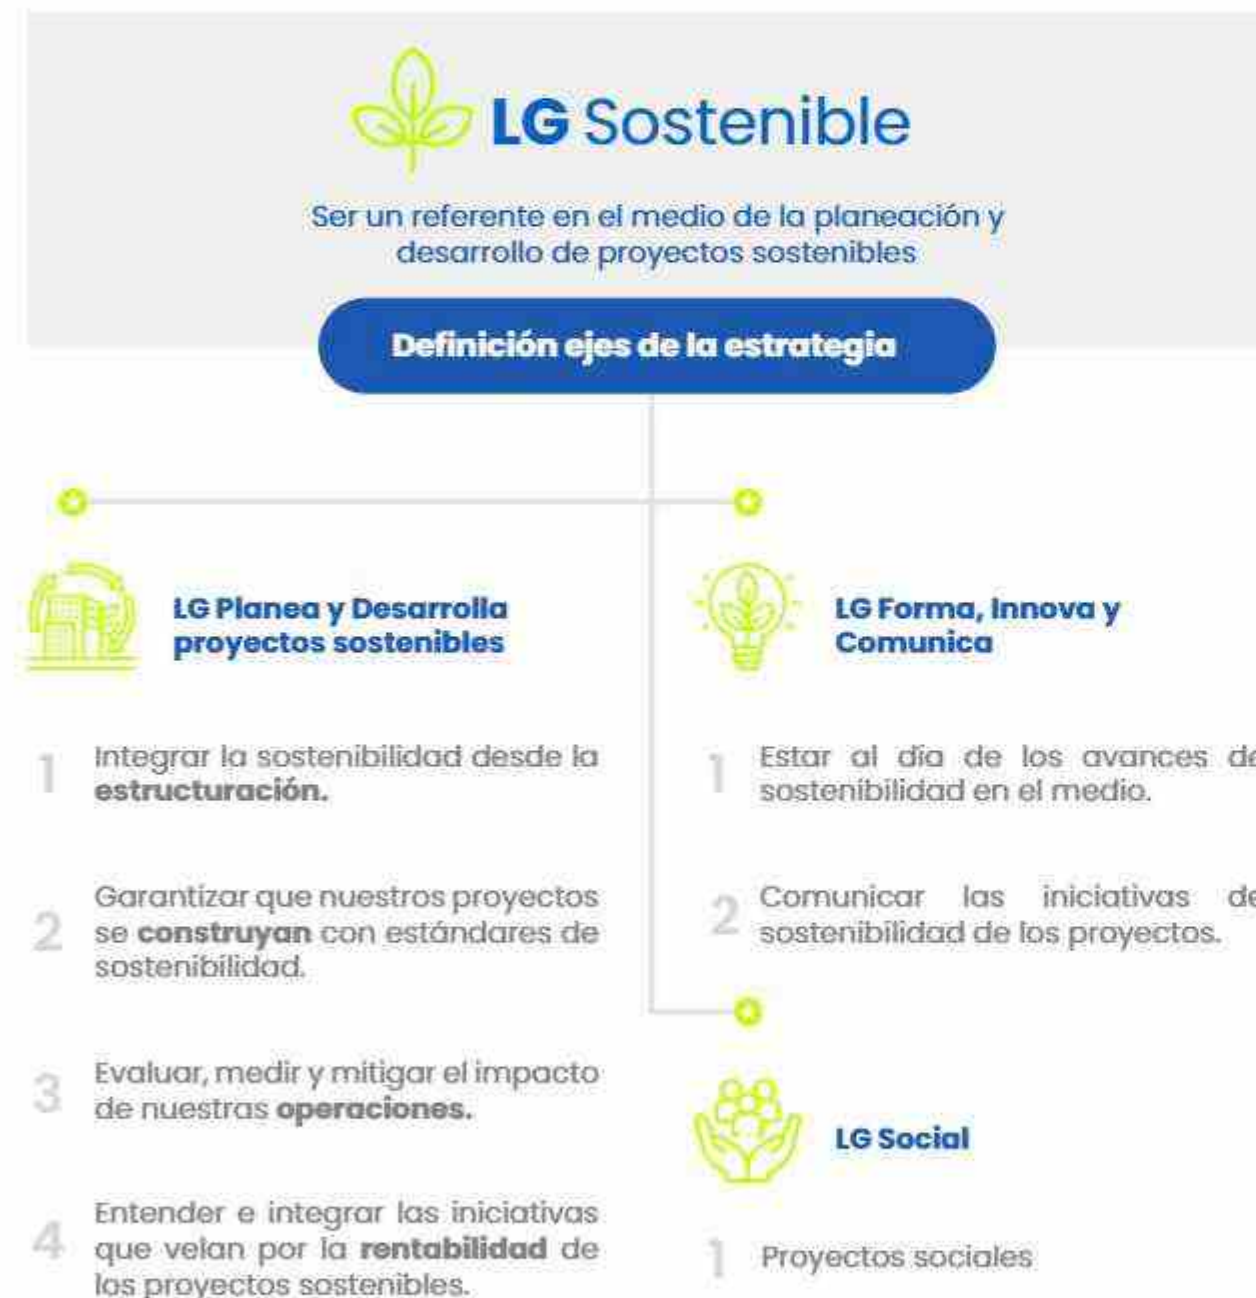 LG Sostenible
Ser un referente en el medio de la planeación y
desarrollo de proyectos sostenibles
Definición ejes de la estrategia
LG Planea y Desarrolla
proyectos sostenibles
1 Integrar la sostenibilidad desde la
estructuración.
2 Garantizar que nuestros proyectos
se construyan con estándares de
sostenibilidad.
3 Evaluar, medir y mitigar el impacto
de nuestras operaciones.
4 Entender e integrar las iniciativas
que velan por la rentabilidad de
los proyectos sostenibles.
LG Forma, Innova y
Comunica
1 Estar al día de los avances de
sostenibilidad en el medio.
2 Comunicar las iniciativas de
sostenibilidad de los proyectos.
LG Social
1 Proyectos sociales